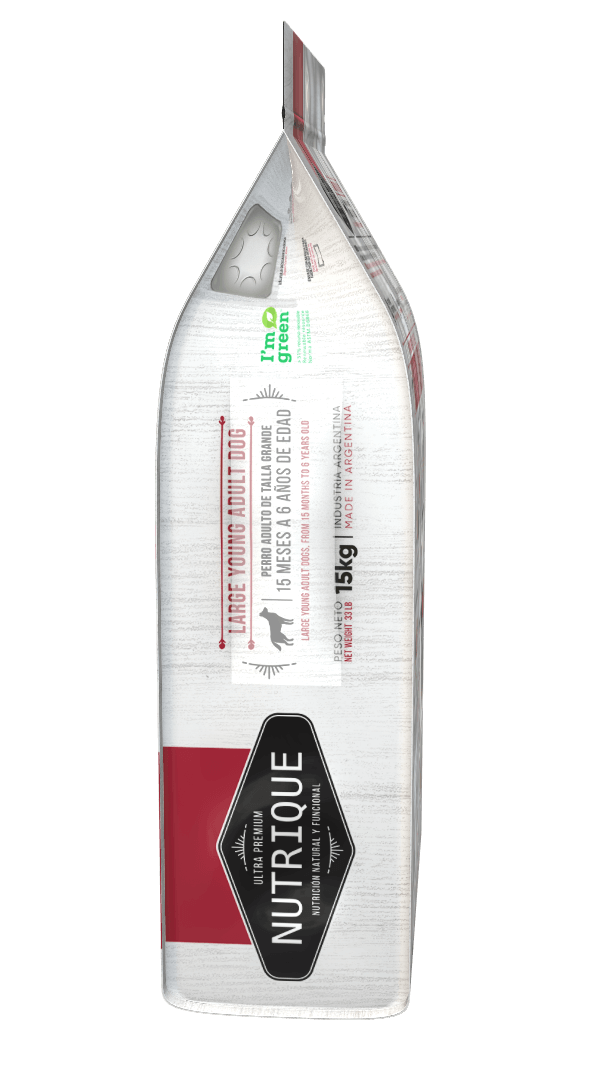 ULTRA PREMIUM
NUTRIQUE
NUTRICIÓN NATURAL Y FUNCIONAL
LARGE YOUNG ADULT DOG
PERRO ADULTO DE TALLA GRANDE
15 MESES A 6 AÑOS DE EDAD
LARGE YOUNG ADULT DOGS, FROM 15 MONTHS TO 6 YEARS OLD
PESO NETO
NET WEIGHT 33 LB
15kg
INDUSTRIA ARGENTINA
MADE IN ARGENTINA
I'm
green